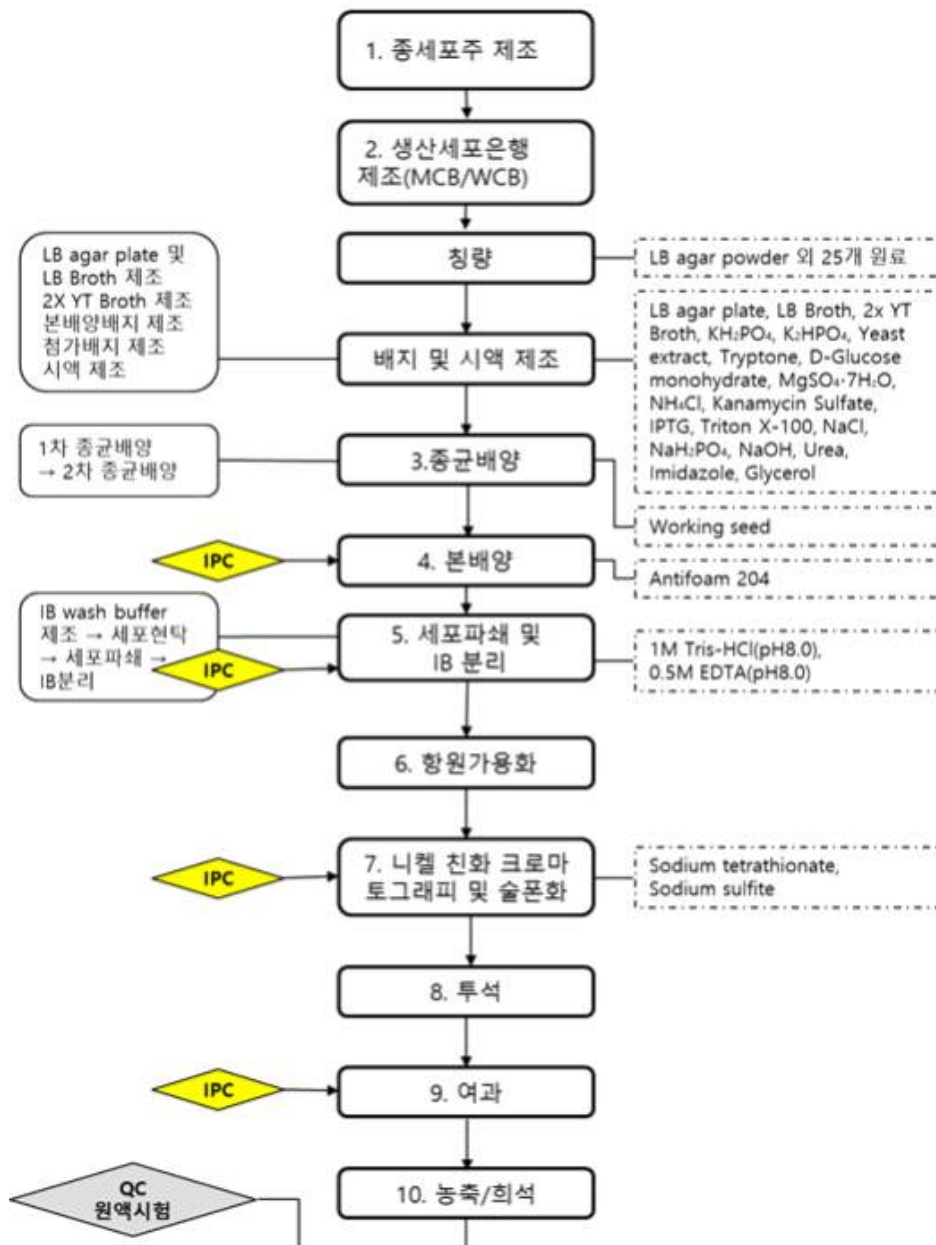 1. 종세포주 제조
2. 생산세포은행
제조(MCB/WCB)
칭량
LB agar powder 외 25개 원료
LB agar plate 및
LB Broth 제조
2X YT Broth 제조
본배양배지 제조
첨가배지 제조
시액 제조
배지 및 시액 제조
LB agar plate, LB Broth, 2x YT
Broth, KH₂PO₄, K₂HPO₄, Yeast
extract, Tryptone, D-Glucose
monohydrate, MgSO₄·7H₂O,
NH₄Cl, Kanamycin Sulfate,
IPTG, Triton X-100, NaCl,
NaH₂PO₄, NaOH, Urea,
Imidazole, Glycerol
1차 종균배양
→ 2차 종균배양
3.종균배양
Working seed
IPC
4. 본배양
Antifoam 204
IB wash buffer
제조 → 세포현탁
→ 세포파쇄 →
IB분리
IPC
5. 세포파쇄 및
IB 분리
1M Tris-HCl(pH8.0),
0.5M EDTA(pH8.0)
6. 항원가용화
IPC
7. 니켈 친화 크로마
토그래피 및 술폰화
Sodium tetrathionate,
Sodium sulfite
8. 투석
IPC
9. 여과
QC
원액시험
10. 농축/희석